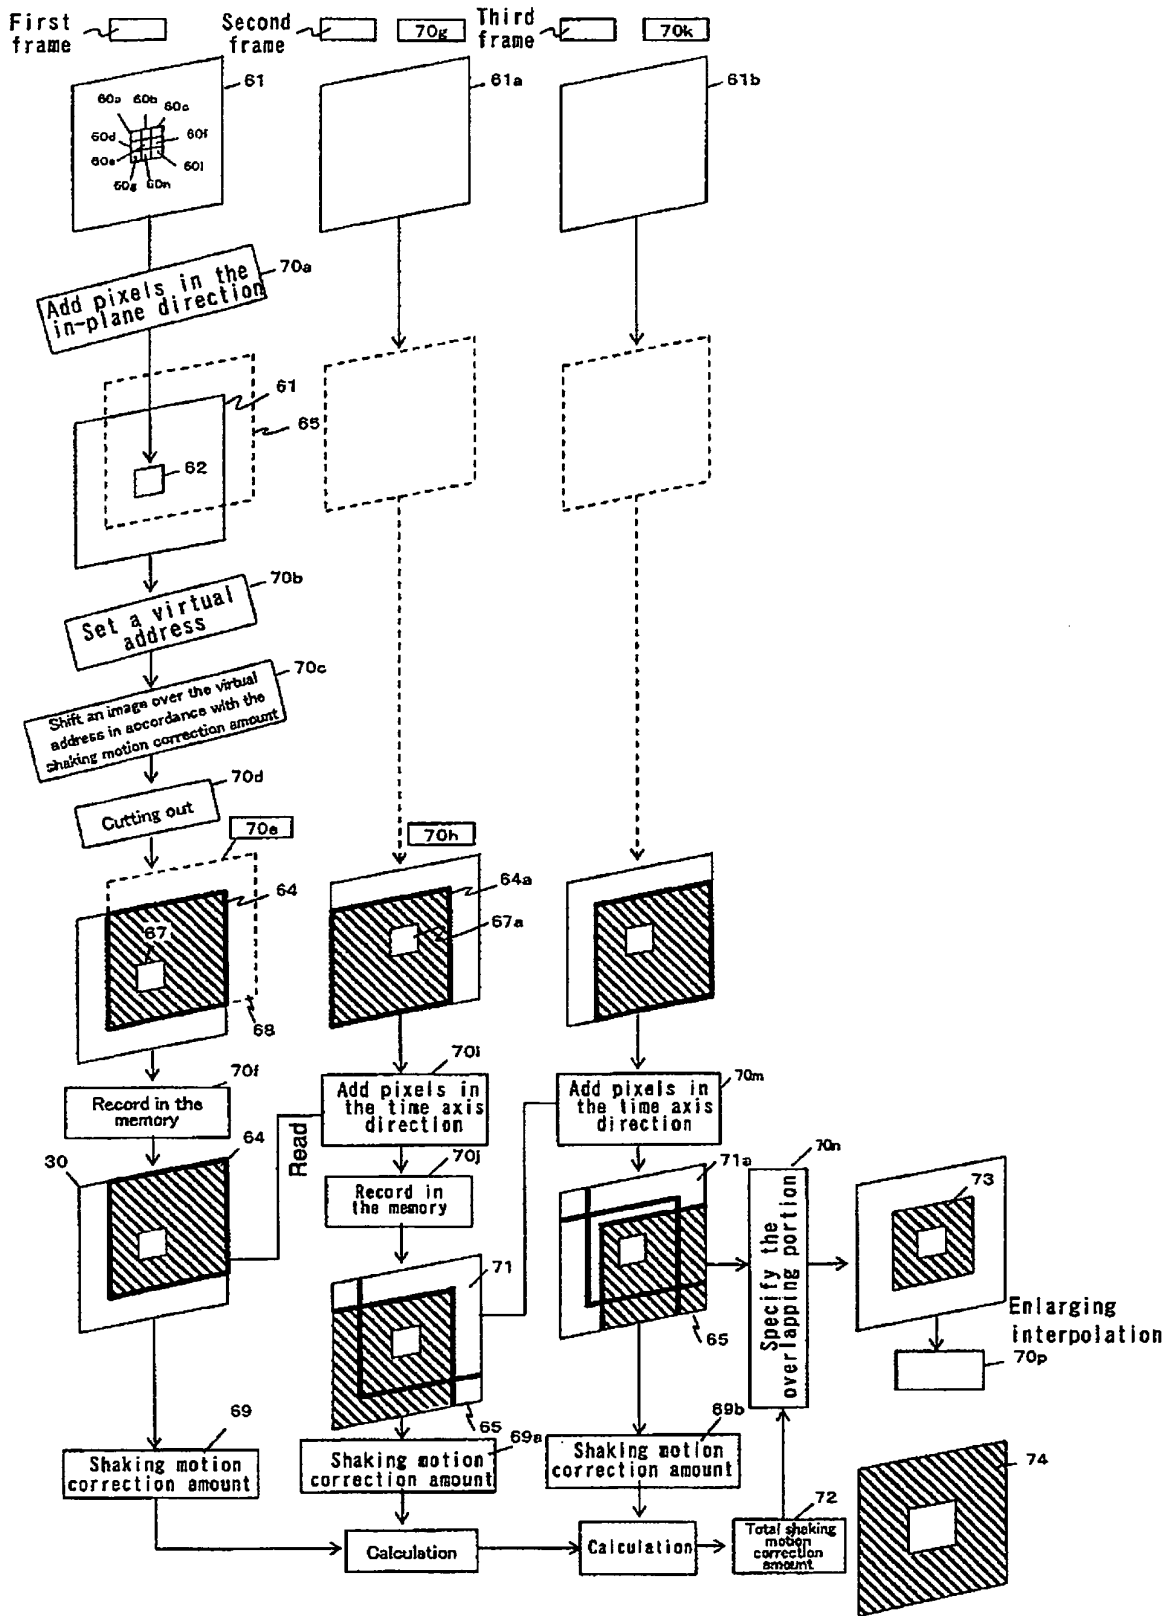 First
frame
Second
frame
70g
Third
frame
70k
61
61a
61b
60b
60c
60d
60f
60g
70a
Add pixels in the
in-plane direction
61
65
62
70b
Set a virtual
address
70c
Shift an image over the virtual
address in accordance with the
shaking motion correction amount
70d
Cutting out
70e
70h
64
67
68
64a
67a
70f
Record in the
memory
70i
Add pixels in
the time axis
direction
70m
Add pixels in
the time axis
direction
Read
30
64
70j
Record in
the memory
71
65
71a
65
70n
Specify the
overlapping portion
73
Enlarging
interpolation
70p
69
Shaking motion
correction amount
69a
Shaking motion
correction amount
69b
Shaking motion
correction amount
72
Total shaking
motion
correction
amount
74
Calculation
Calculation